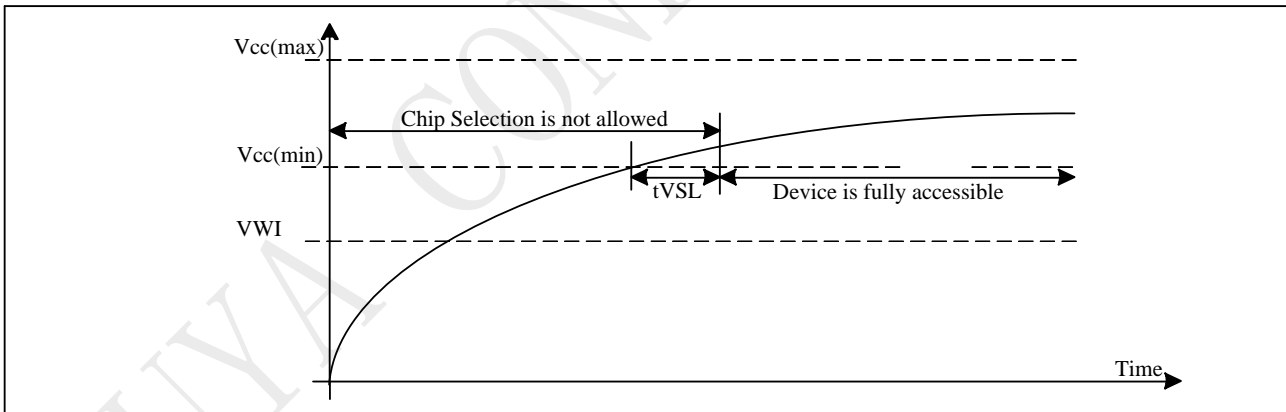 Vcc(max)
Chip Selection is not allowed
Vcc(min)
tVSL
Device is fully accessible
VWI
Time